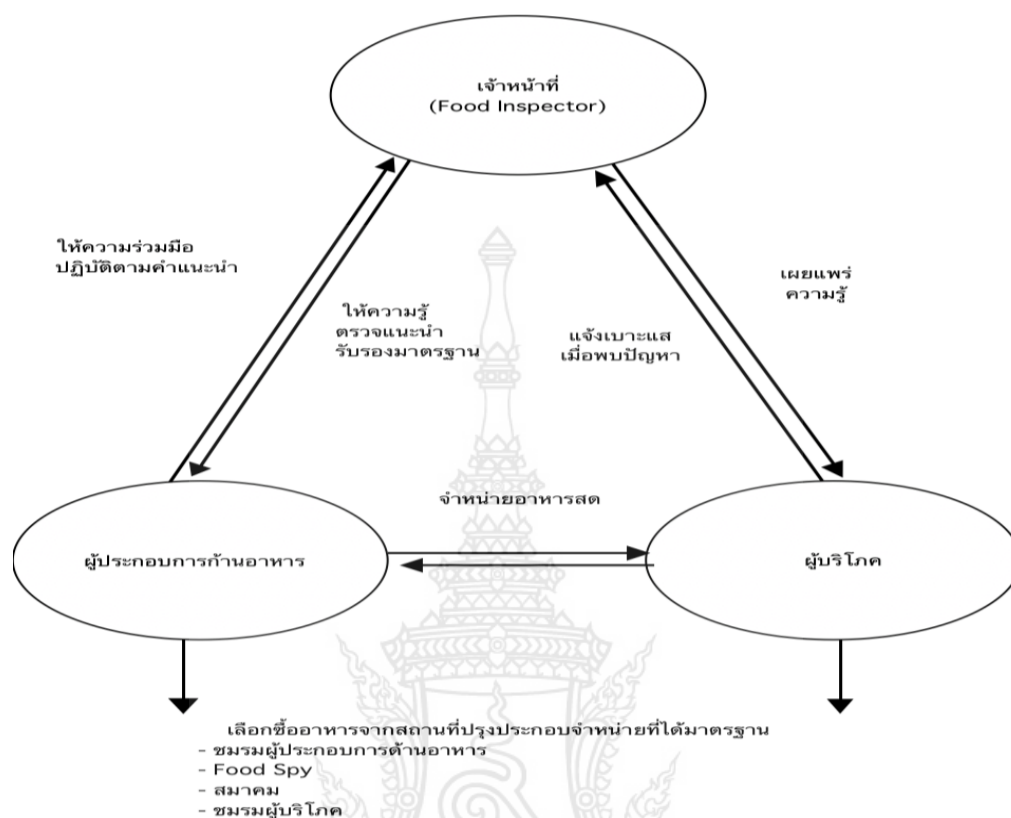 เจ้าหน้าที่
(Food Inspector)
ให้ความร่วมมือ
ปฏิบัติตามคำแนะนำ
ให้ความรู้
ตรวจแนะนำ
รับรองมาตรฐาน
แจ้งเบาะแส
เมื่อพบปัญหา
เผยแพร่
ความรู้
จำหน่ายอาหารสด
ผู้ประกอบการก้านอาหาร
ผู้บริโภค
เลือกซื้ออาหารจากสถานที่ปรุงประกอบจำหน่ายที่ได้มาตรฐาน
- ชมรมผู้ประกอบการด้านอาหาร
- Food Spy
- สมาคม
- ชมรมผู้บริโภค